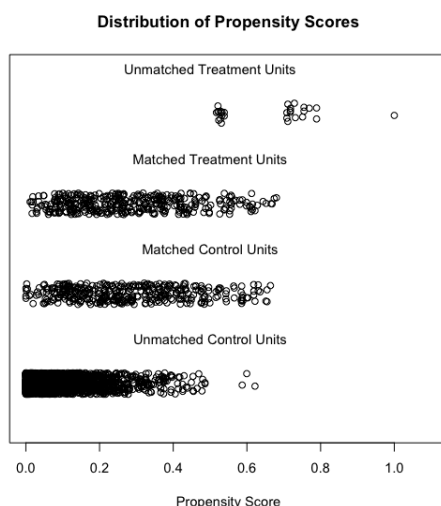 Distribution of Propensity Scores
Unmatched Treatment Units
Matched Treatment Units
Matched Control Units
Unmatched Control Units
0.0 0.2 0.4 0.6 0.8 1.0
Propensity Score